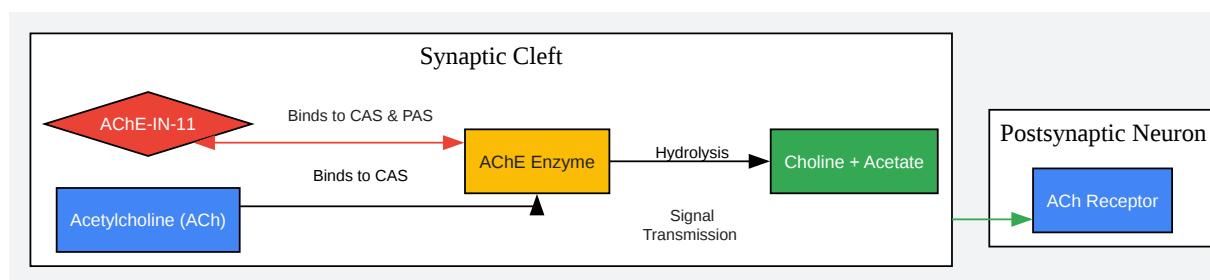 Synaptic Cleft
AChE-IN-11
Binds to CAS & PAS
AChE Enzyme
Hydrolysis
Choline + Acetate
Binds to CAS
Acetylcholine (ACh)
Signal
Transmission
Postsynaptic Neuron
ACh Receptor